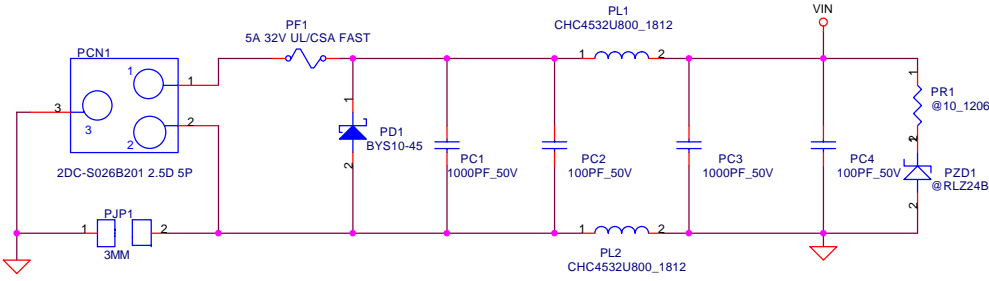 VIN
PL1
CHC4532U800_1812
PF1
5A 32V UL/CSA FAST
PCN1
1
2
3
1
2
3
2DC-S026B201 2.5D 5P
1
2
PD1
BYS10-45
1
2
PC1
1000PF_50V
PC2
100PF_50V
PC3
1000PF_50V
PC4
100PF_50V
1
PR1
@10_1206
2
2
1
PZD1
@RLZ24B
2
PJP1
1
2
3MM
1
2
PL2
CHC4532U800_1812